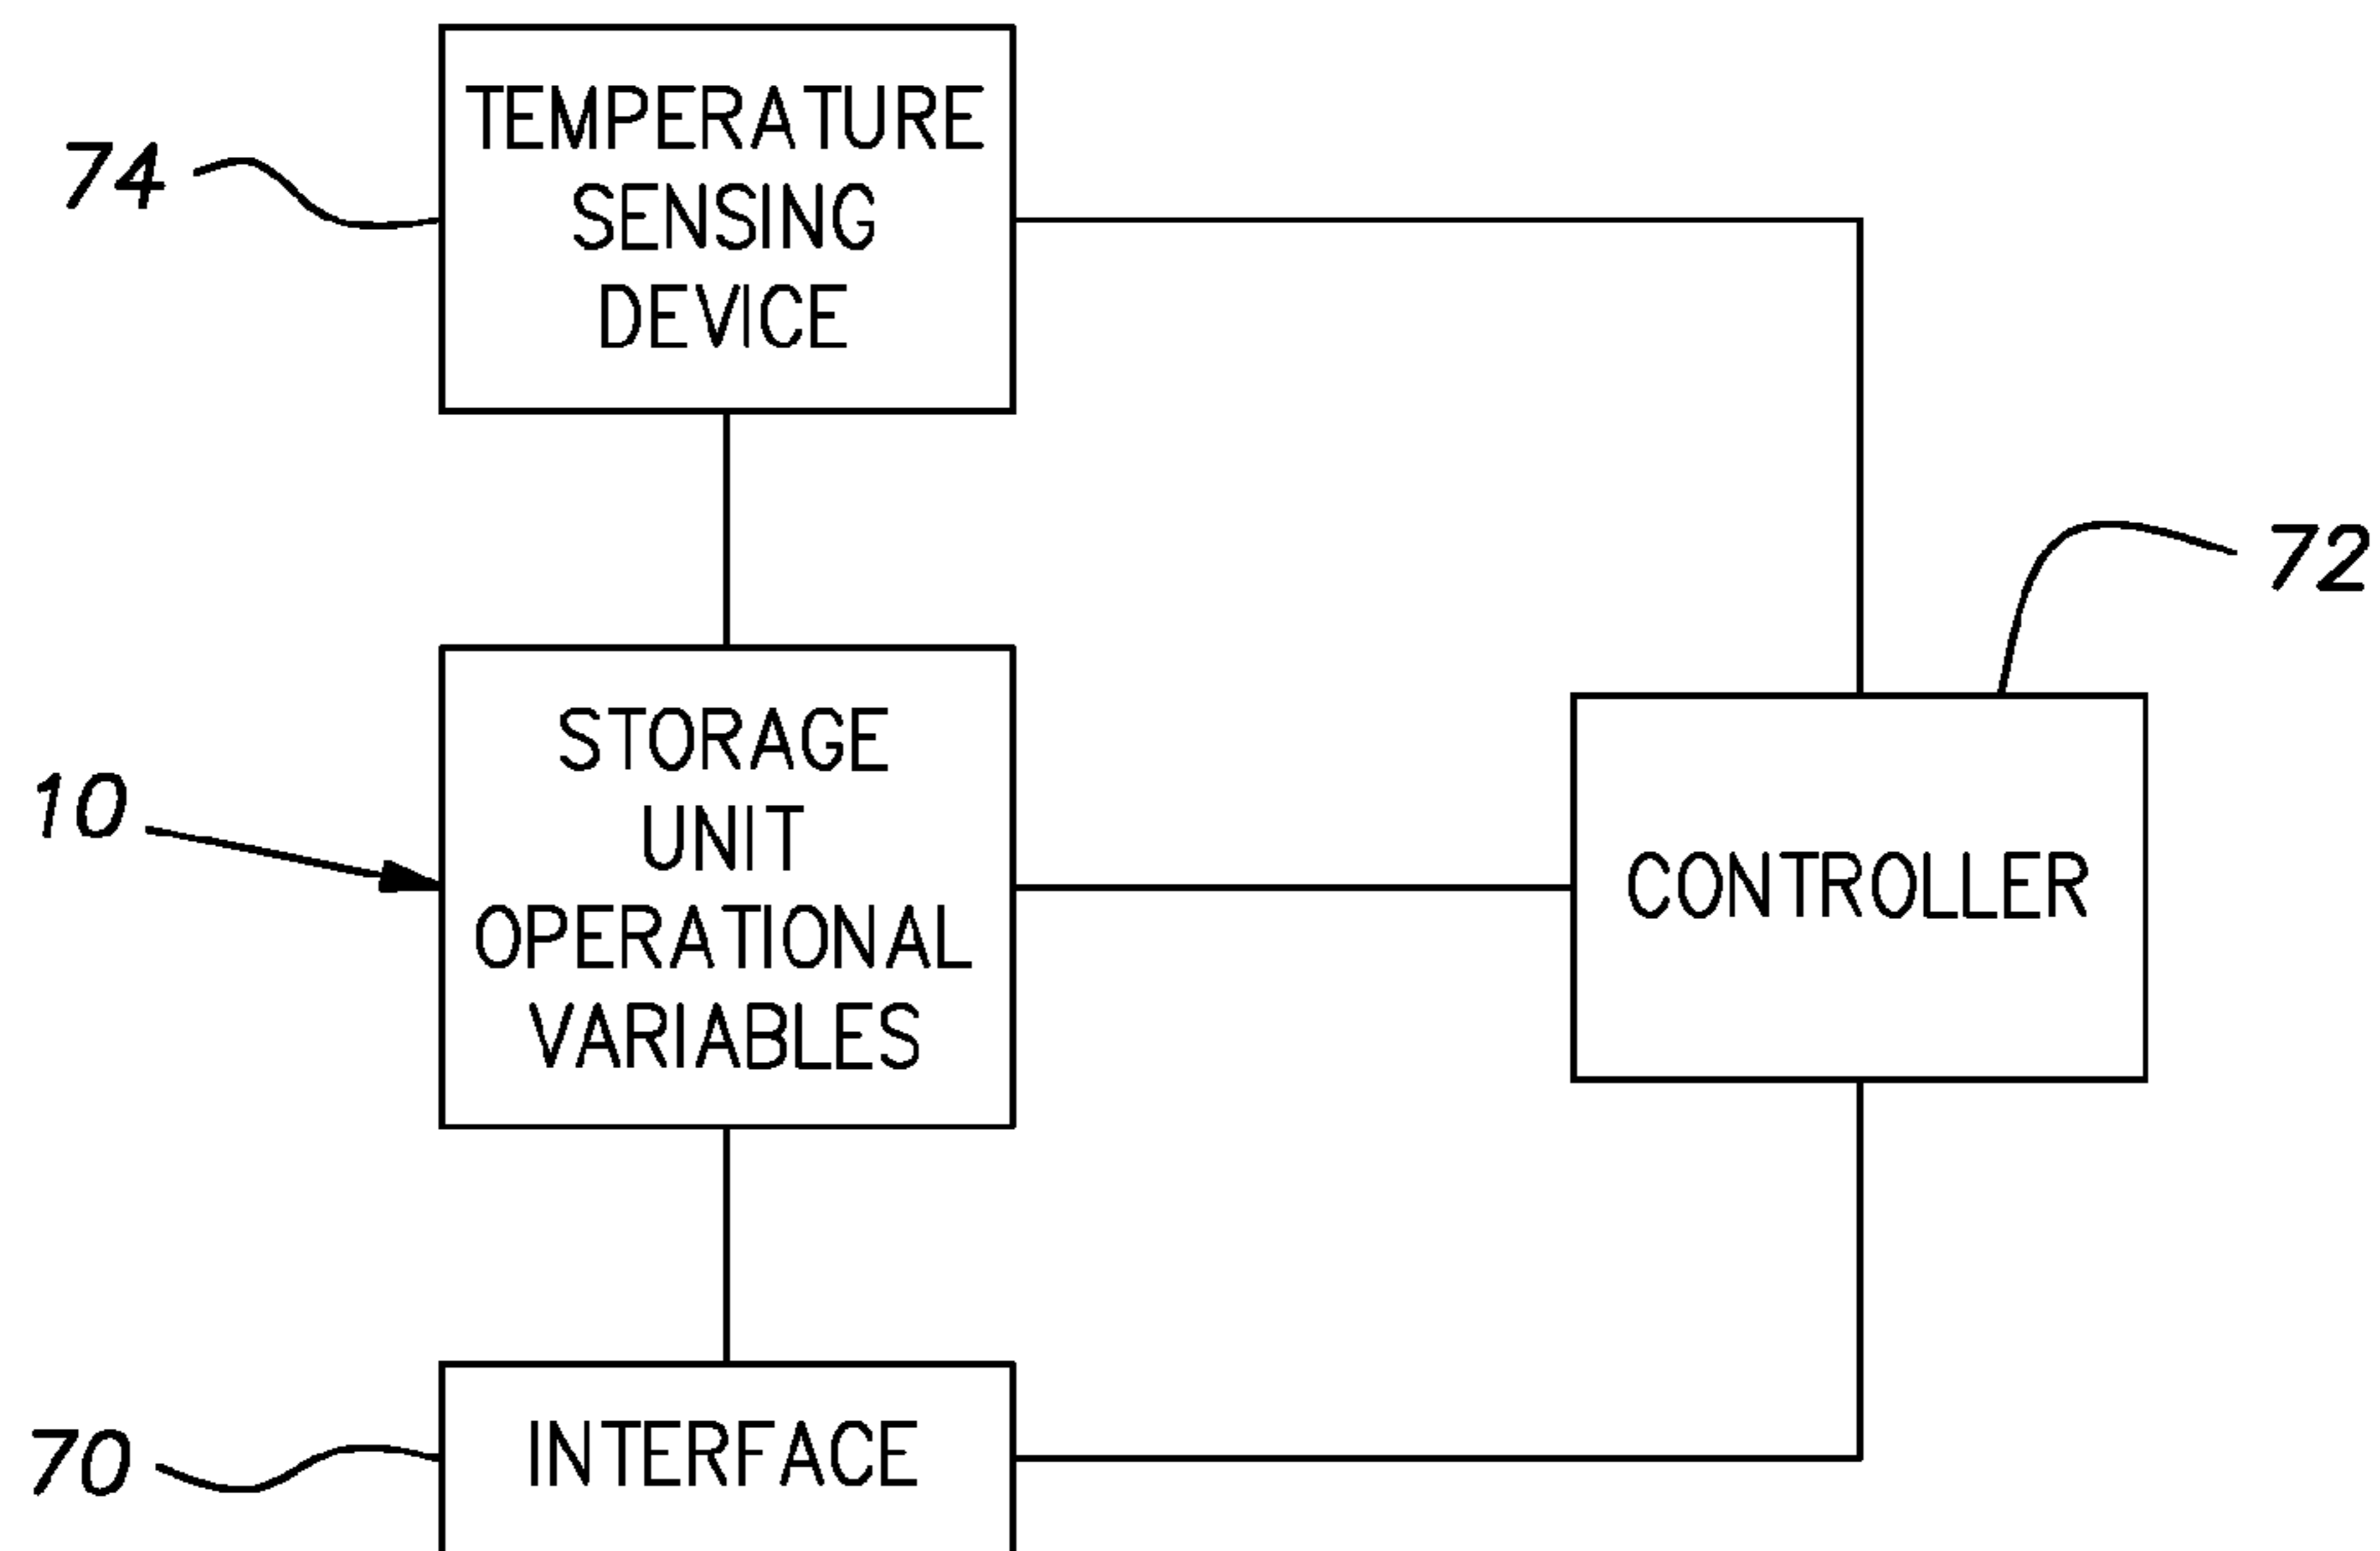 TEMPERATURE
SENSING
DEVICE
74
72
STORAGE
UNIT
OPERATIONAL
VARIABLES
10
CONTROLLER
INTERFACE
70